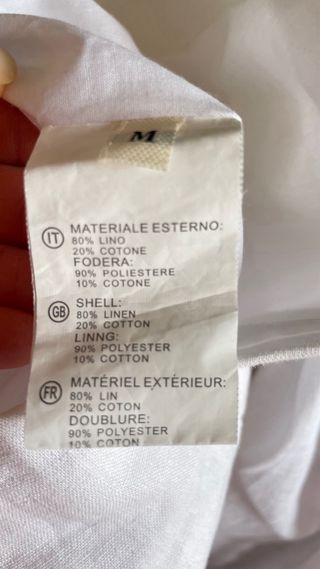 M
IT MATERIALE ESTERNO:
80% LINO
20% COTONE
FODERA:
90% POLIESTERE
10% COTONE
GB SHELL:
80% LINEN
20% COTTON
LINNG:
90% POLYESTER
10% COTTON
FR MATÉRIEL EXTÉRIEUR:
80% LIN
20% COTON
DOUBLURE:
90% POLYESTER
10% COTON